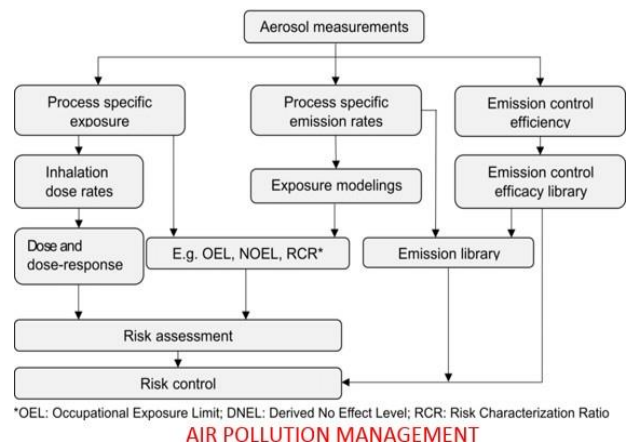 Aerosol measurements
Process specific
exposure
Process specific
emission rates
Emission control
efficiency
Inhalation
dose rates
Exposure modelings
Emission control
efficacy library
Dose and
dose-response
E.g. OEL, NOEL, RCR*
Emission library
Risk assessment
Risk control
*OEL: Occupational Exposure Limit; DNEL: Derived No Effect Level; RCR: Risk Characterization Ratio
AIR POLLUTION MANAGEMENT